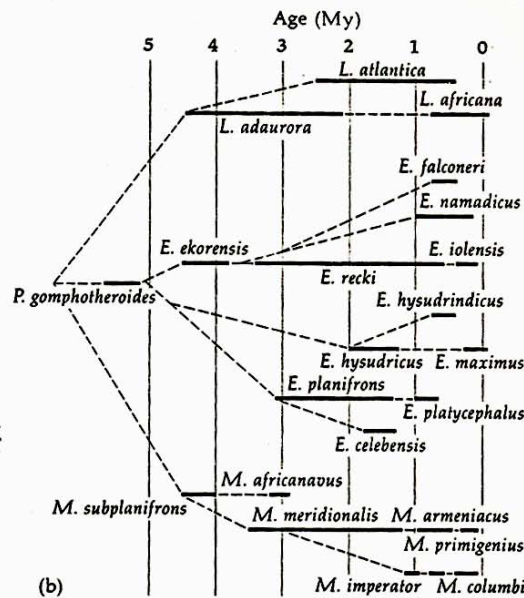 Age (My)
5 4 3 2 1 0
L. atlantica
L. africana
L. adaurora
E. falconeri
E. namadicus
E. ekorensis
E. iolensis
E. recki
P. gomphotheroides
E. hysudrindicus
E. hysudricus E. maximus
E. planifrons
E. platycephalus
E. celebensis
M. africanavus
M. subplanifrons
M. meridionalis M. armeniacus
M. primigenius
(b)
M. imperator M. columbi